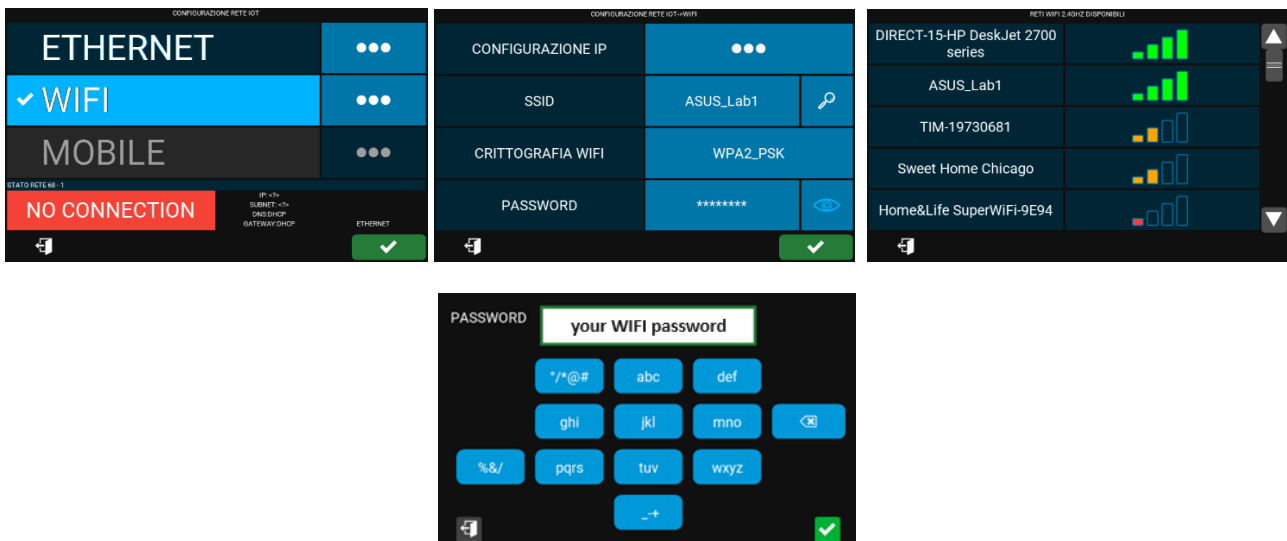 CONFIGURAZIONE RETE IOT
ETHERNET
WIFI
MOBILE
STATO RETE 68 - 1
NO CONNECTION
IP: <?>
SUBNET: <?>
DNS:DHCP
GATEWAY:DHCP
ETHERNET
CONFIGURAZIONE RETE IOT->WIFI
CONFIGURAZIONE IP
SSID ASUS_Lab1
CRITTOGRAFIA WIFI WPA2_PSK
PASSWORD ********
RETI WIFI 2.4GHZ DISPONIBILI
DIRECT-15-HP DeskJet 2700
series
ASUS_Lab1
TIM-19730681
Sweet Home Chicago
Home&Life SuperWiFi-9E94
PASSWORD your WIFI password
*/*@# abc def
ghi jkl mno
%&/ pqrs tuv wxyz
_-+